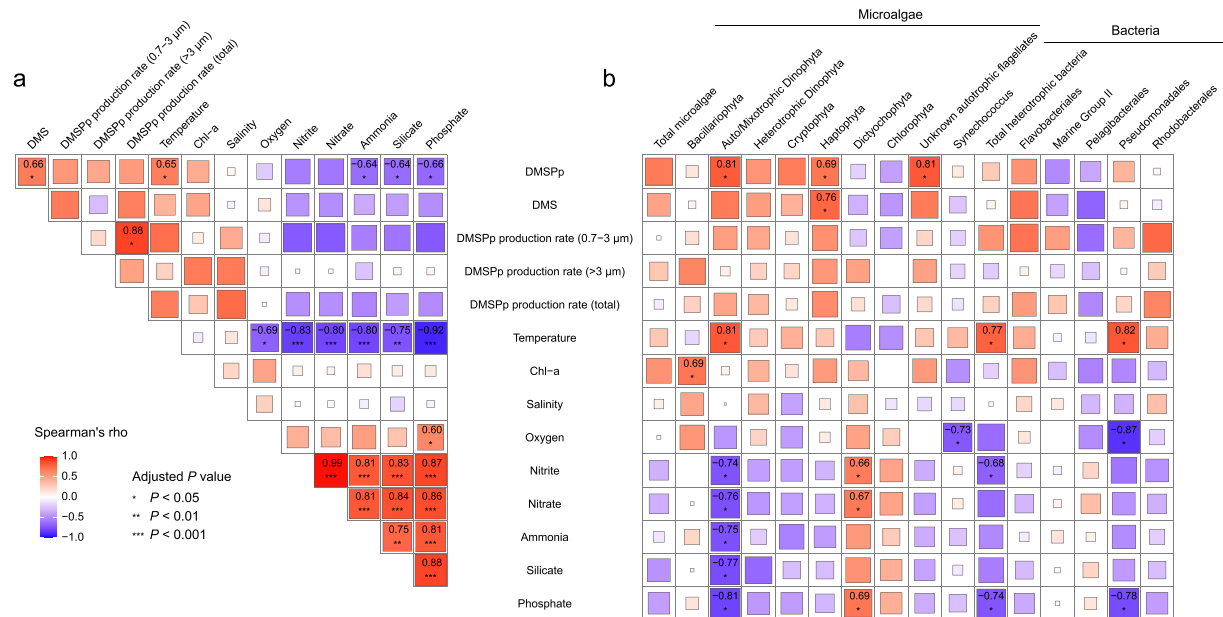 a
DMS
DMSPp production rate (0.7−3 μm)
DMSPp production rate (>3 μm)
DMSPp production rate (total)
Temperature
Chl−a
Salinity
Oxygen
Nitrite
Nitrate
Ammonia
Silicate
Phosphate
b
Microalgae
Bacteria
Total microalgae
Bacillariophyta
Auto/Mixotrophic Dinophyta
Heterotrophic Dinophyta
Cryptophyta
Haptophyta
Dictyochophyta
Chlorophyta
Unknown autotrophic flagellates
Synechococcus
Total heterotrophic bacteria
Flavobacteriales
Marine Group II
Pelagibacterales
Pseudomonadales
Rhodobacterales
0.66 0.65 −0.64 −0.64 −0.66 DMSPp 0.81 0.69 0.81
* * * * * * * *
DMS 0.76
*
0.88 DMSPp production rate (0.7−3 μm)
*
DMSPp production rate (>3 μm)
DMSPp production rate (total)
−0.69 −0.83 −0.80 −0.80 −0.75 −0.92 Temperature 0.81 0.77 0.82
* *** *** *** ** *** * * *
Chl−a 0.69
*
Salinity
0.60 Oxygen −0.73 −0.87
* * *
0.99 0.81 0.83 0.87 Nitrite −0.74 0.66 −0.68
*** *** *** *** * * *
0.81 0.84 0.86 Nitrate −0.76 0.67
*** *** *** * *
0.75 0.81 Ammonia −0.75
** *** *
0.88 Silicate −0.77
*** *
Phosphate −0.81 0.69 −0.74 −0.78
* * * *
Spearman's rho
1.0
0.5
0.0
−0.5
−1.0
Adjusted P value
* P < 0.05
** P < 0.01
*** P < 0.001